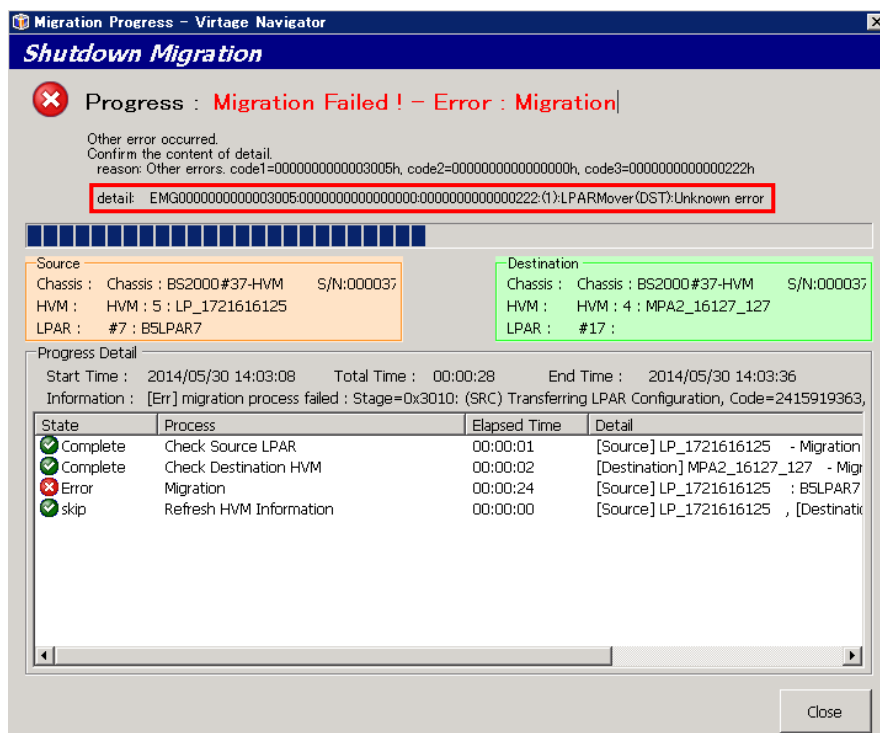 Migration Progress - Virtage Navigator
Shutdown Migration
Progress : Migration Failed ! - Error : Migration
Other error occurred.
Confirm the content of detail.
reason: Other errors. code1=0000000000003005h, code2=0000000000000000h, code3=0000000000000222h
detail: EMG0000000000003005:0000000000000000:0000000000000222:(1):LPARMover(DST):Unknown error
Source
Chassis : Chassis : BS2000#37-HVM S/N:000037
HVM : HVM : 5 : LP_1721616125
LPAR : #7 : B5LPAR7
Destination
Chassis : Chassis : BS2000#37-HVM S/N:000037
HVM : HVM : 4 : MPA2_16127_127
LPAR : #17 :
Progress Detail
Start Time : 2014/05/30 14:03:08 Total Time : 00:00:28 End Time : 2014/05/30 14:03:36
Information : [Err] migration process failed : Stage=0x3010: (SRC) Transferring LPAR Configuration, Code=2415919363,
State Process Elapsed Time Detail
Complete Check Source LPAR 00:00:01 [Source] LP_1721616125 - Migration
Complete Check Destination HVM 00:00:02 [Destination] MPA2_16127_127 - Migr
Error Migration 00:00:24 [Source] LP_1721616125 : B5LPAR7
skip Refresh HVM Information 00:00:00 [Source] LP_1721616125 , [Destinatic
Close